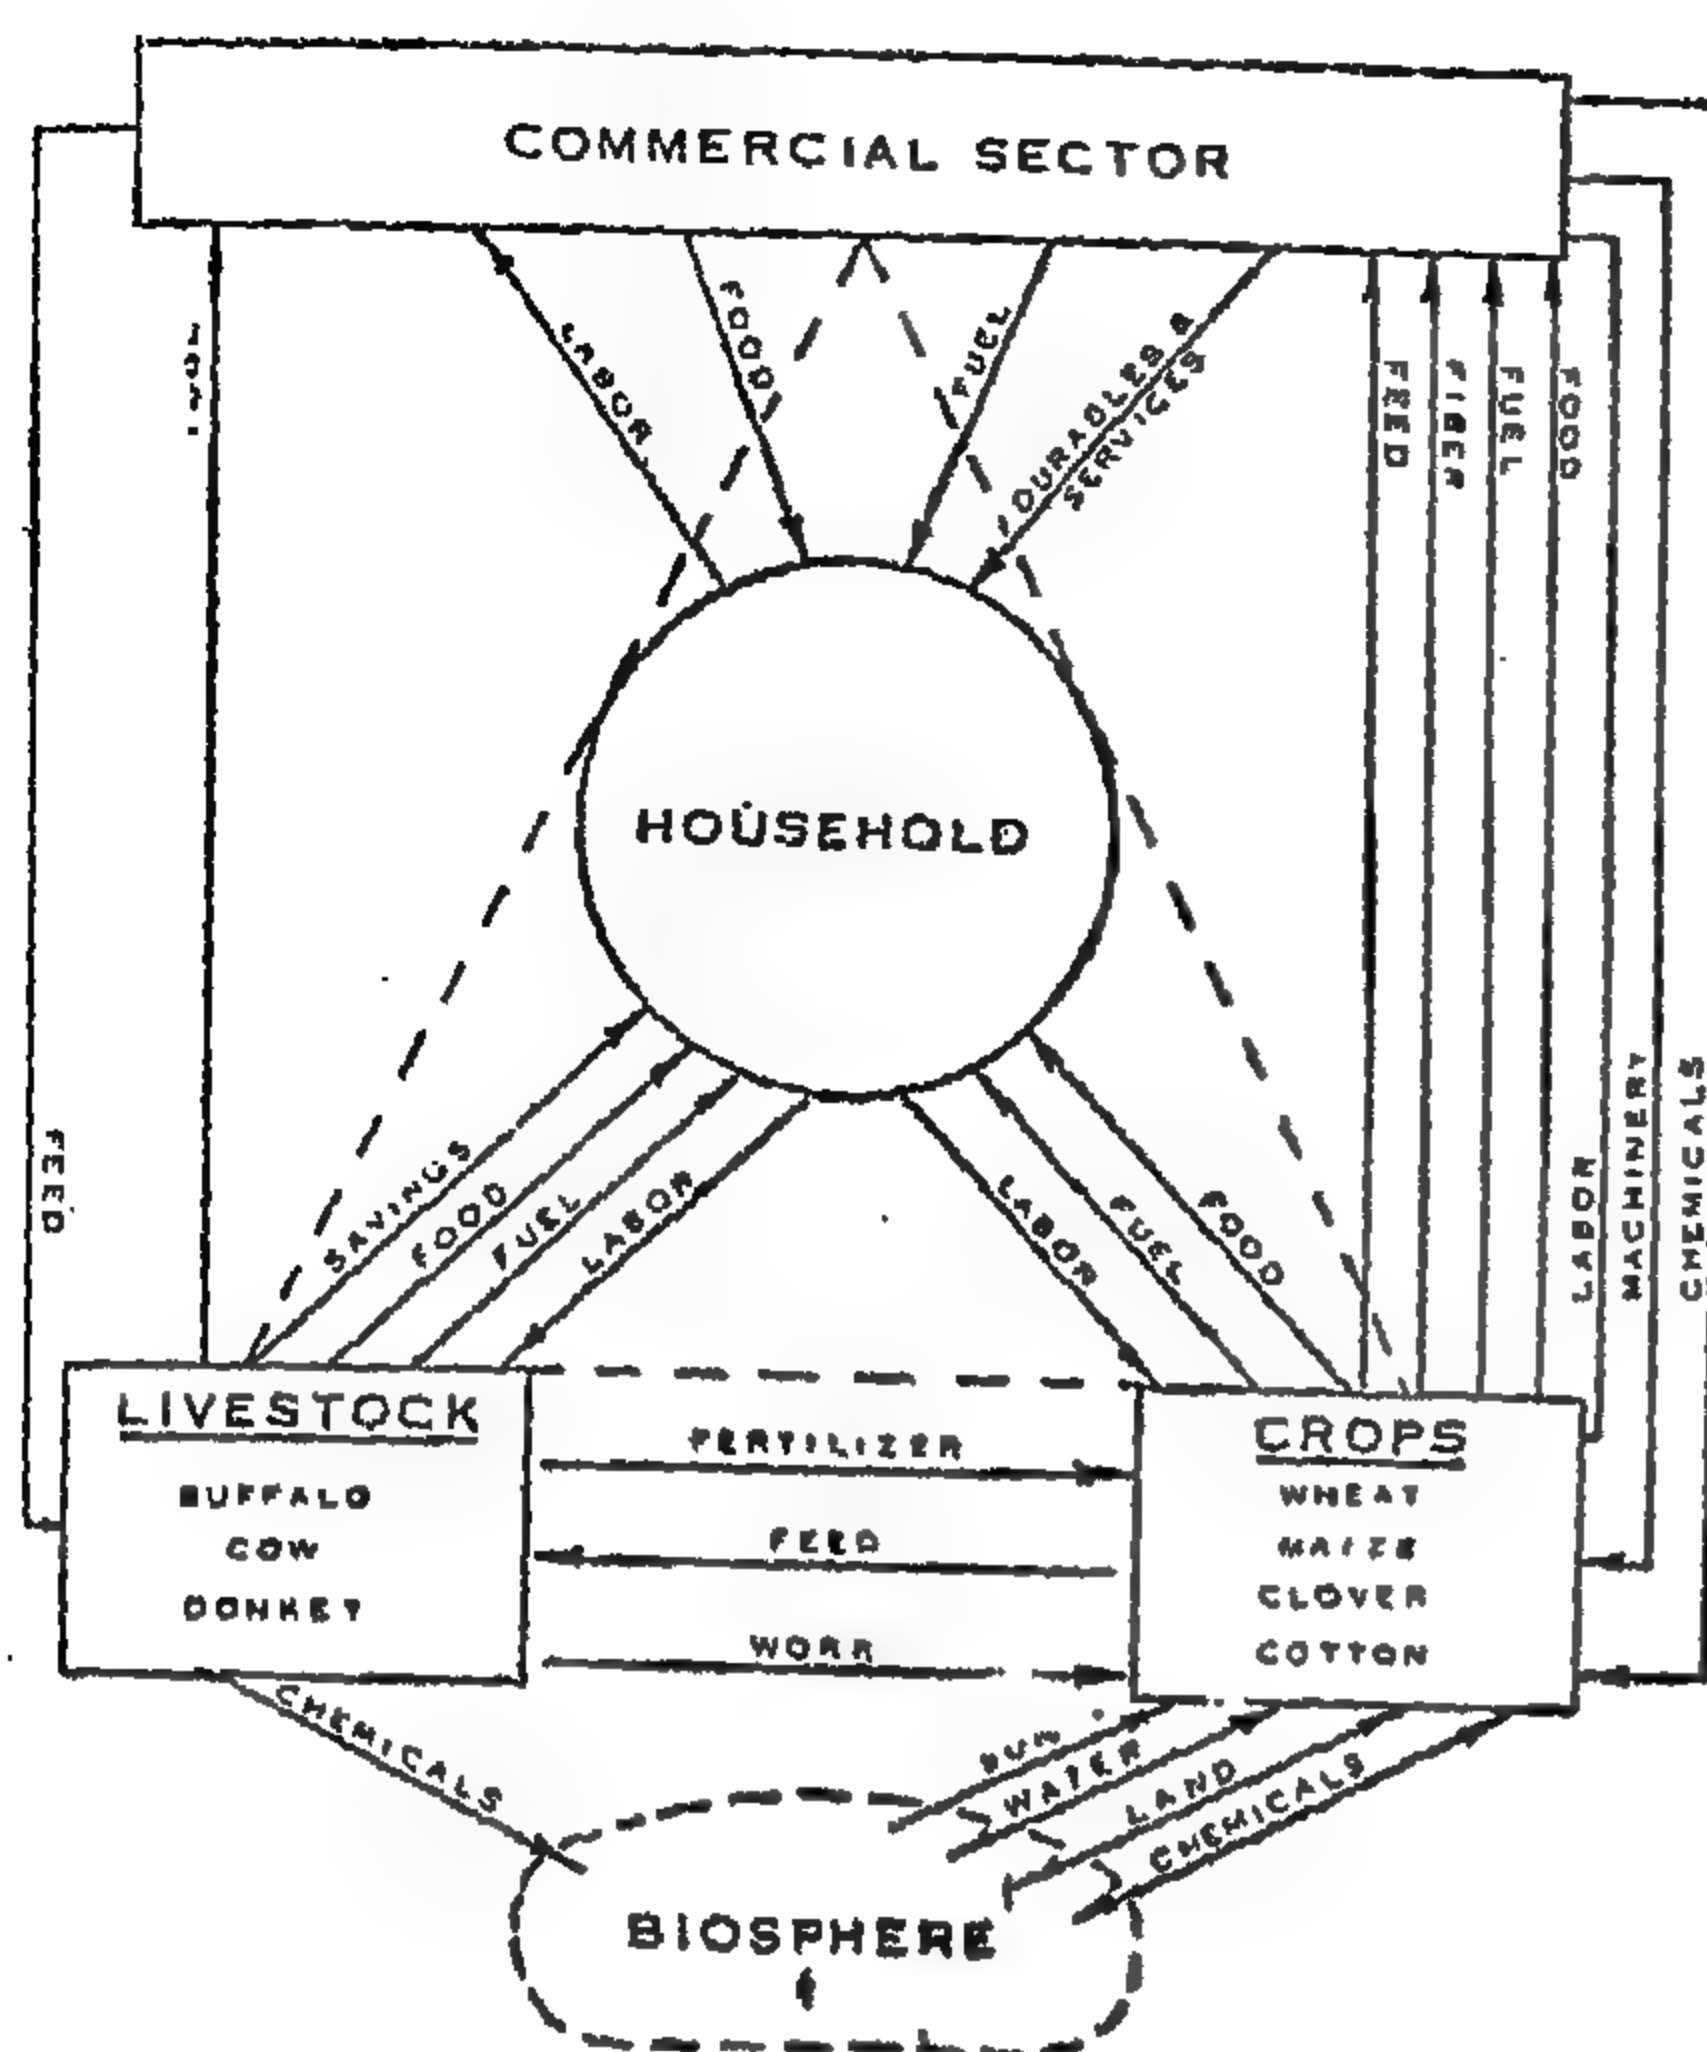 COMMERCIAL SECTOR
LABOR
FOOD
FUEL
DURABLES &
SERVICES
FEED
FIBER
FUEL
FOOD
HOUSEHOLD
FEED
SAVINGS
FOOD
FUEL
LABOR
LABOR
FUEL
FOOD
LABOR
MACHINERY
CHEMICALS
LIVESTOCK
BUFFALO
COW
DONKEY
FERTILIZER
FEED
WORK
CROPS
WHEAT
MAIZE
CLOVER
COTTON
CHEMICALS
SUN
WATER
LAND
CHEMICALS
BIOSPHERE